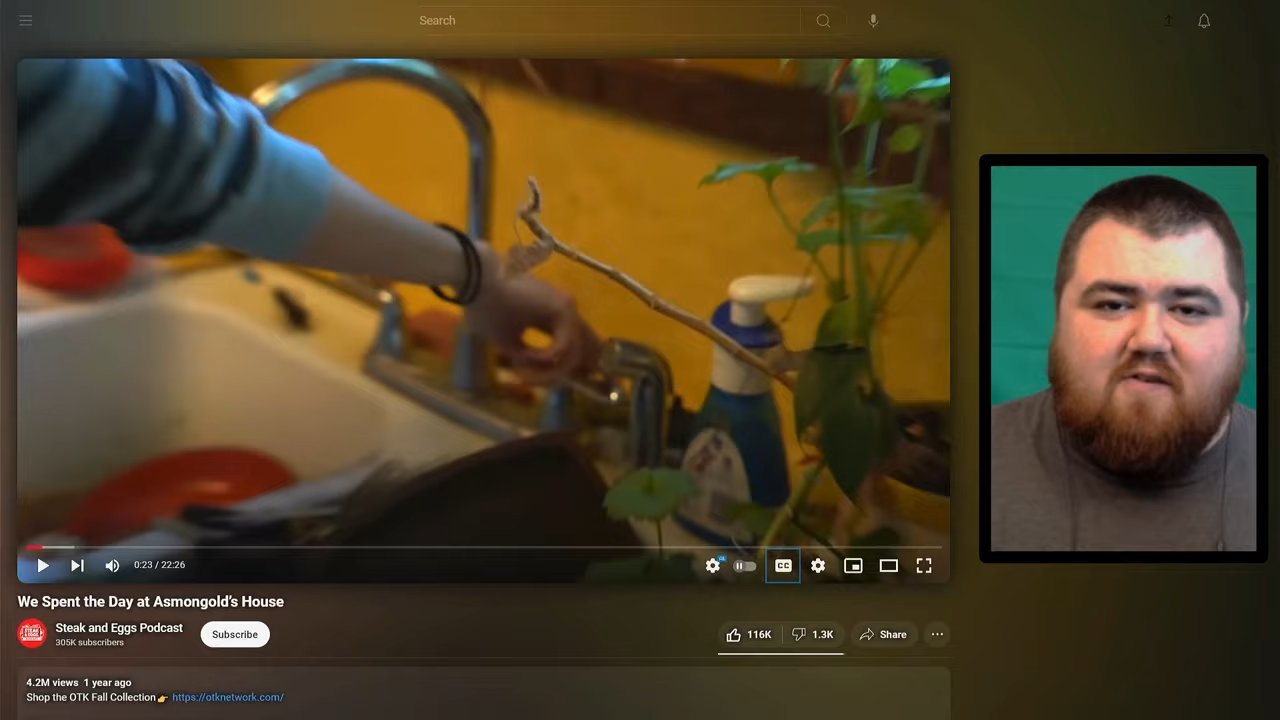 Search
0:23 / 22:26
CC
We Spent the Day at Asmongold's House
Steak and Eggs Podcast
305K subscribers
Subscribe
116K
1.3K
Share
4.2M views 1 year ago
Shop the OTK Fall Collection👉 https://otknetwork.com/